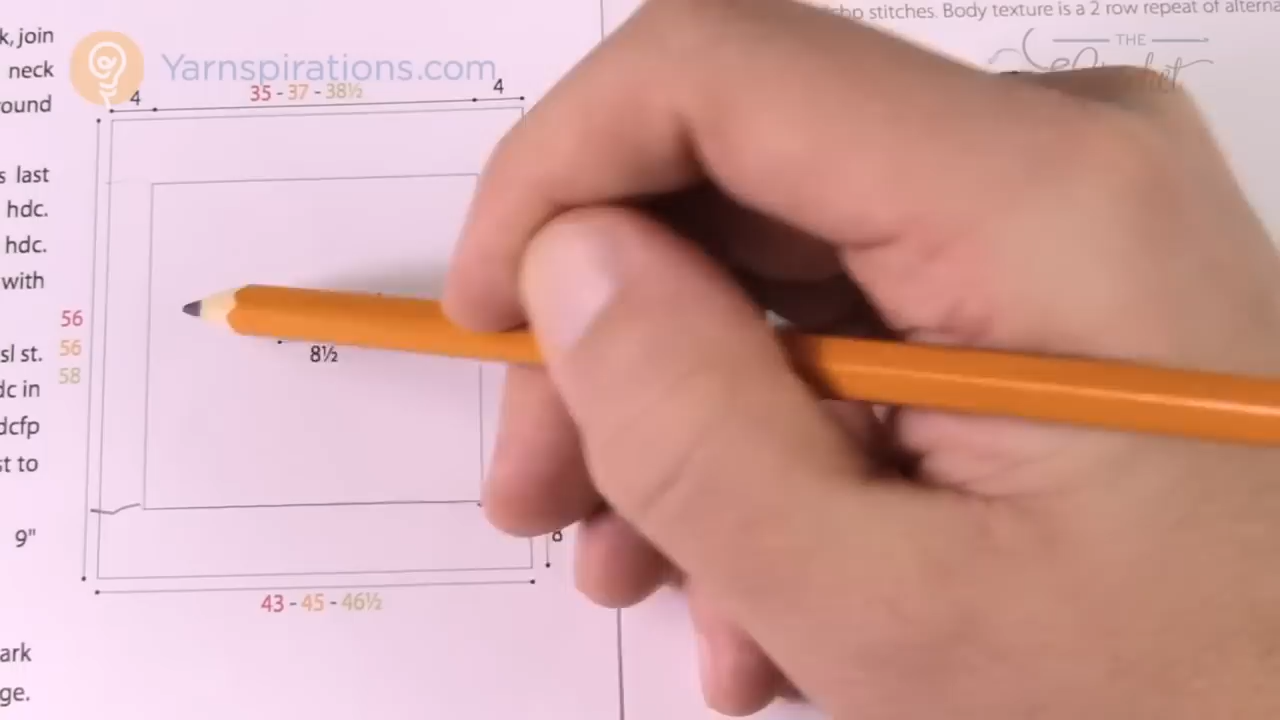 stitches. Body texture is a 2 row repeat of alterna
k, join
neck
ound
Yarnspirations.com
THE
Crochet
4
35 - 37 - 38½
4
s last
hdc.
hdc.
with
56
56
58
sl st.
dc in
dcfp
st to
9"
8½
8
43 - 45 - 46½
ark
ge.